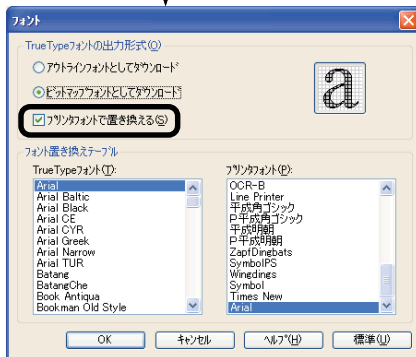 フォント
TrueTypeフォントの出力形式(O)
アウトラインフォントとしてダウンロード
ビットマップフォントとしてダウンロード
a
プリンタフォントで置き換える(S)
フォント置き換えテーブル
TrueTypeフォント(T):
Arial
Arial Baltic
Arial Black
Arial CE
Arial CYR
Arial Greek
Arial Narrow
Arial TUR
Batang
BatangChe
Book Antiqua
Bookman Old Style
プリンタフォント(P):
OCR-B
Line Printer
平成角ゴシック
P平成角ゴシック
平成明朝
P平成明朝
ZapfDingbats
SymbolPS
Wingdings
Symbol
Times New
Arial
OK
キャンセル
ヘルプ(H)
標準(U)